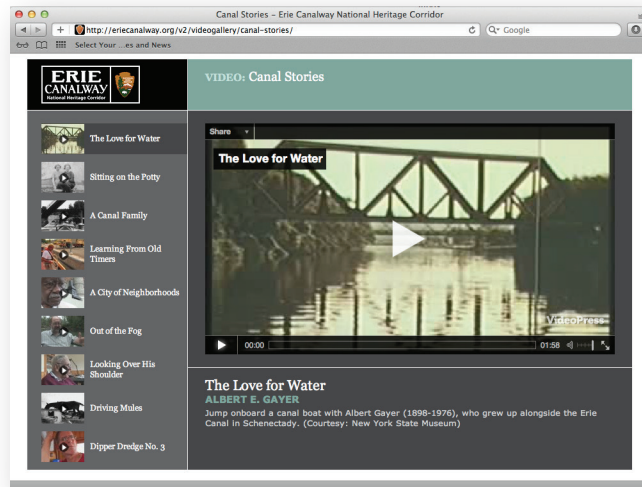 Canal Stories – Erie Canalway National Heritage Corridor
http://eriecanalway.org/v2/videogallery/canal-stories/
Google
Select Your ...es and News
ERIE
CANALWAY
National Heritage Corridor
VIDEO: Canal Stories
The Love for Water
Sitting on the Potty
A Canal Family
Learning From Old
Timers
A City of Neighborhoods
Out of the Fog
Looking Over His
Shoulder
Driving Mules
Dipper Dredge No. 3
Share
The Love for Water
VideoPress
00:00
01:58
The Love for Water
ALBERT E. GAYER
Jump onboard a canal boat with Albert Gayer (1898-1976), who grew up alongside the Erie
Canal in Schenectady. (Courtesy: New York State Museum)